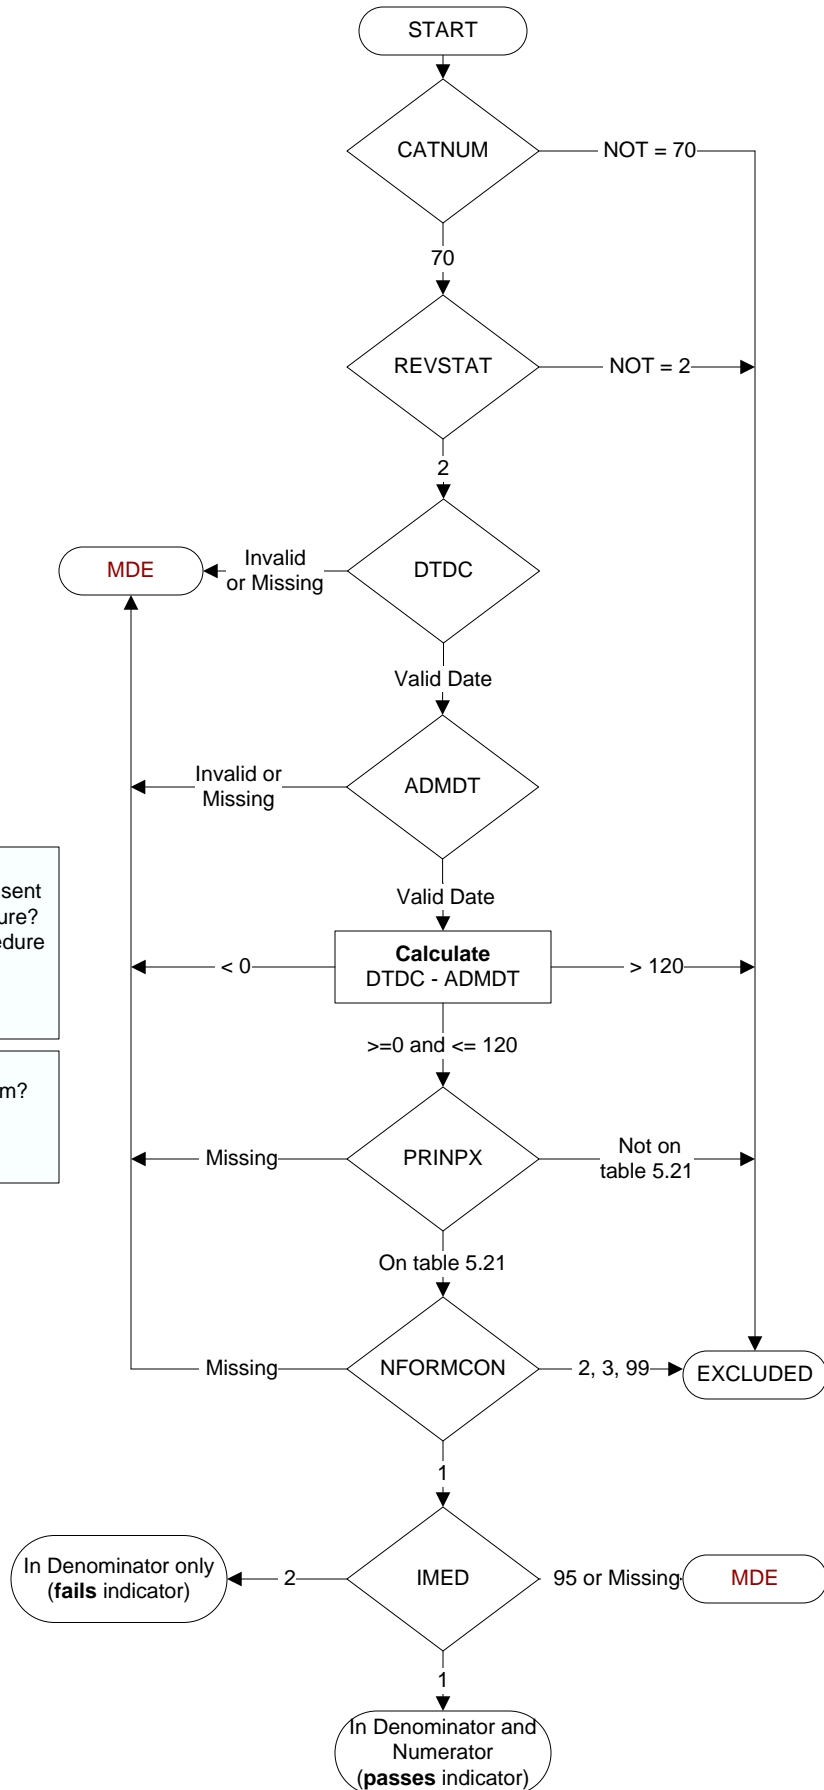 START
CATNUM
NOT = 70
70
REVSTAT
NOT = 2
2
MDE
Invalid
or Missing
DTDC
Valid Date
Invalid or
Missing
ADMDT
Valid Date
sent
ure?
edure
< 0
Calculate
DTDC - ADMDT
> 120
>=0 and <= 120
m?
Missing
PRINPX
Not on
table 5.21
On table 5.21
Missing
NFORMCON
2, 3, 99
EXCLUDED
1
In Denominator only
(fails indicator)
2
IMED
95 or Missing
MDE
1
In Denominator and
Numerator
(passes indicator)